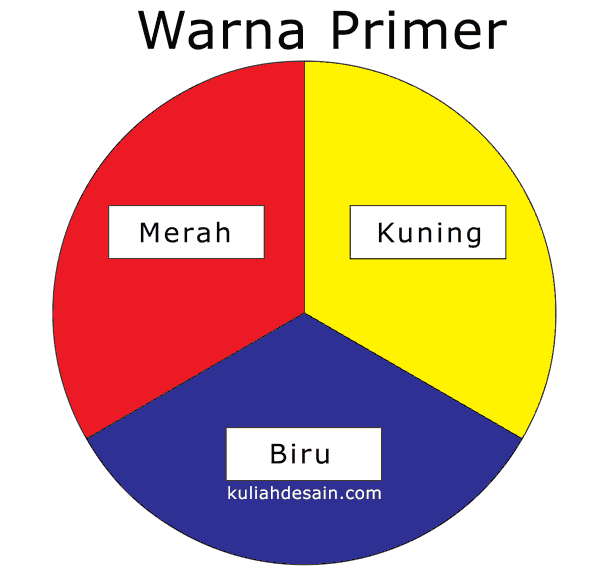 Warna Primer
Merah
Kuning
Biru
kuliahdesain.com